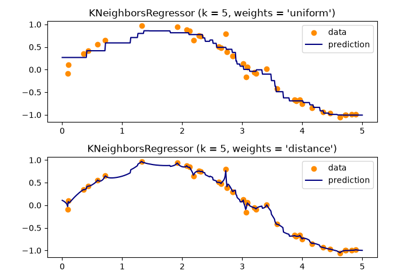 KNeighborsRegressor (k = 5, weights = 'uniform')
1.0
0.5
0.0
−0.5
−1.0
data
prediction
0 1 2 3 4 5
KNeighborsRegressor (k = 5, weights = 'distance')
1.0
0.5
0.0
−0.5
−1.0
data
prediction
0 1 2 3 4 5